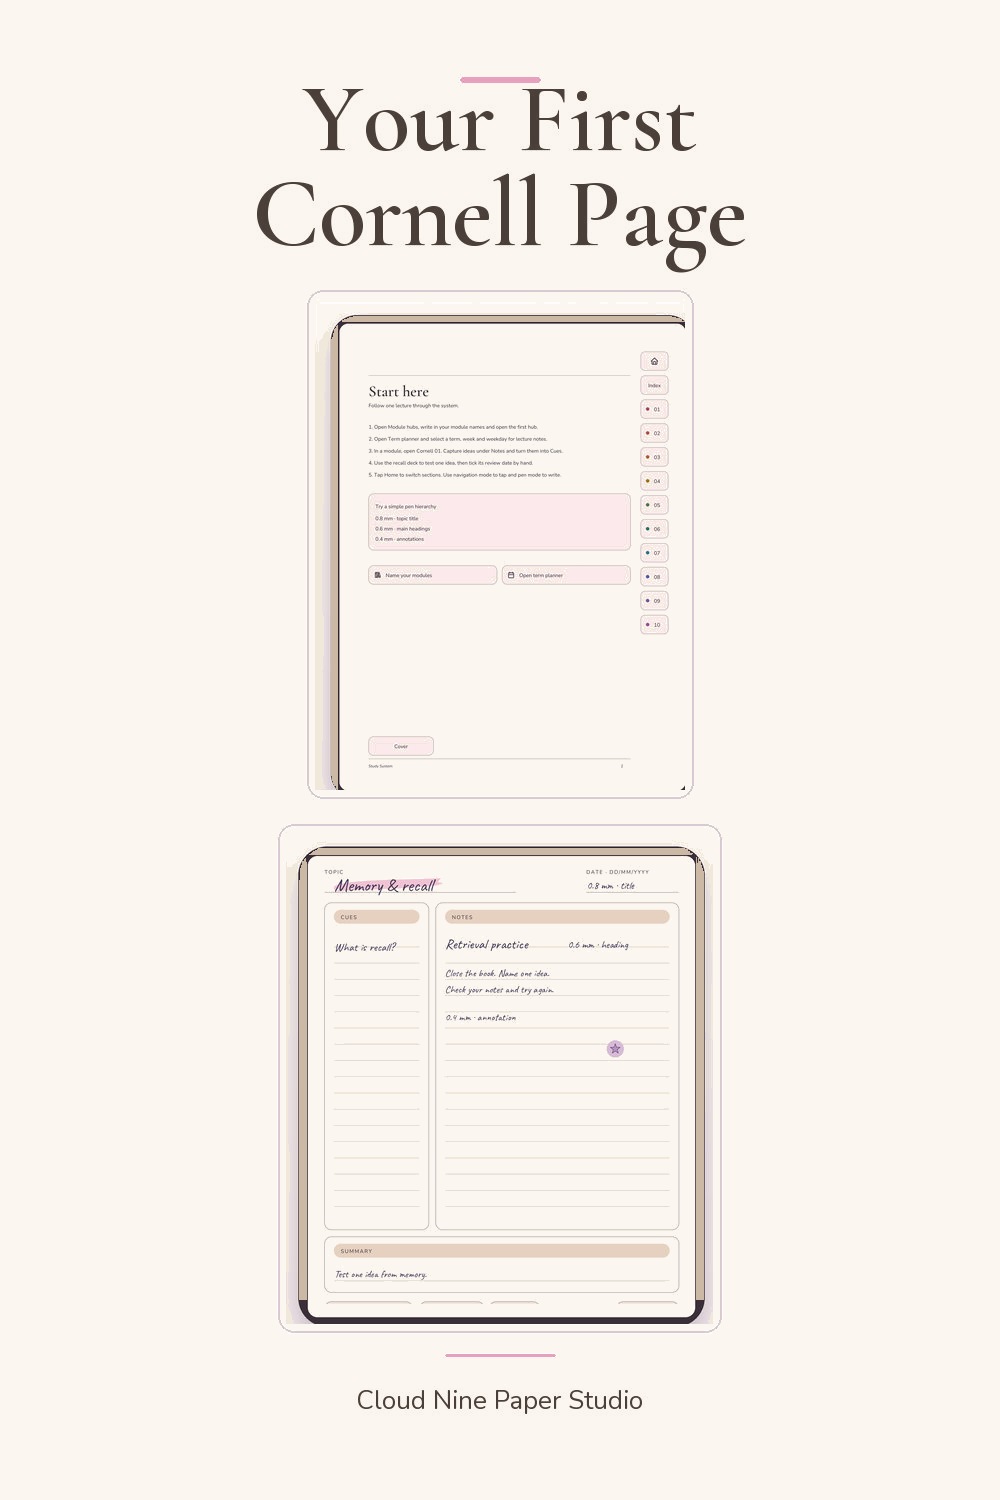 Your First
Cornell Page
Start here
Follow one lecture through the system.
1. Open Module hubs, write in your module names and open the first hub.
2. Open Term planner and select a term, week and weekday for lecture notes.
3. In a module, open Cornell 01. Capture ideas under Notes and turn them into Cues.
4. Use the recall deck to test one idea, then tick its review date by hand.
5. Tap Home to switch sections. Use navigation mode to tap and pen mode to write.
Try a simple pen hierarchy
0.8 mm · topic title
0.6 mm · main headings
0.4 mm · annotations
Name your modules
Open term planner
Index
01
02
03
04
05
06
07
08
09
10
Cover
Study System
TOPIC
Memory & recall
DATE · DD/MM/YYYY
0.8 mm · title
CUES
What is recall?
NOTES
Retrieval practice
0.6 mm · heading
Close the book. Name one idea.
Check your notes and try again.
0.4 mm · annotation
SUMMARY
Test one idea from memory.
Cloud Nine Paper Studio